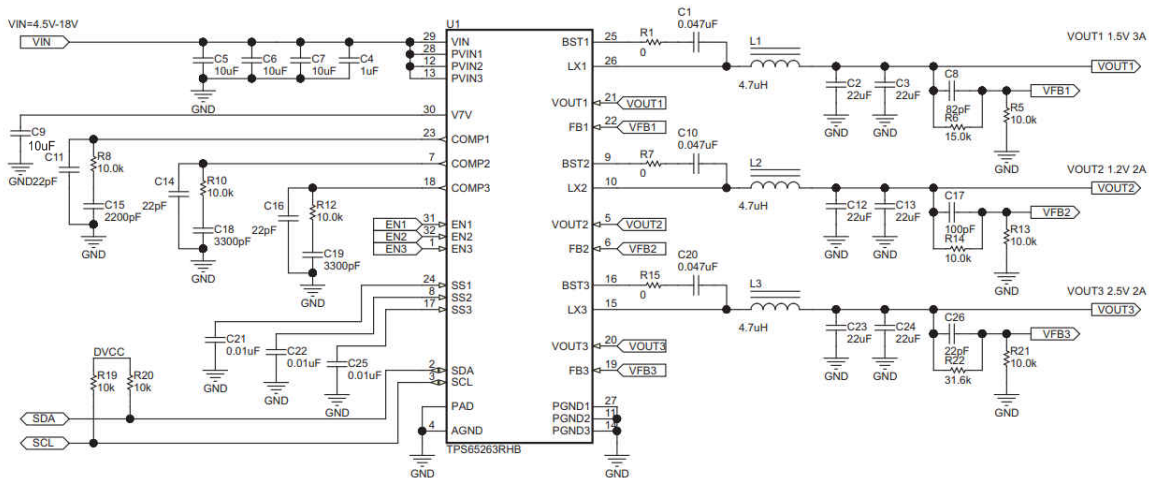 VIN=4.5V-18V
VIN
C5
10uF
C6
10uF
C7
10uF
C4
1uF
GND
C9
10uF
GND
C11
22pF
R8
10.0k
C15
2200pF
GND
C14
22pF
R10
10.0k
C18
3300pF
GND
C16
22pF
R12
10.0k
C19
3300pF
GND
EN1
EN2
EN3
C21
0.01uF
GND
C22
0.01uF
GND
C25
0.01uF
GND
DVCC
R19
10k
R20
10k
SDA
SCL
GND
U1
29 VIN
28 PVIN1
12 PVIN2
13 PVIN3
30 V7V
23 COMP1
7 COMP2
18 COMP3
31 EN1
32 EN2
1 EN3
24 SS1
8 SS2
17 SS3
2 SDA
3 SCL
PAD
4 AGND
TPS65263RHB
BST1 25
LX1 26
VOUT1 21 VOUT1
FB1 22 VFB1
BST2 9
LX2 10
VOUT2 5 VOUT2
FB2 6 VFB2
BST3 16
LX3 15
VOUT3 20 VOUT3
FB3 19 VFB3
PGND1 27
PGND2 11
PGND3 14
GND
R1
0
C1
0.047uF
L1
4.7uH
C2
22uF
GND
C3
22uF
GND
C8
82pF
R6
15.0k
R5
10.0k
GND
VOUT1 1.5V 3A
VOUT1
VFB1
R7
0
C10
0.047uF
L2
4.7uH
C12
22uF
GND
C13
22uF
GND
C17
100pF
R14
10.0k
R13
10.0k
GND
VOUT2 1.2V 2A
VOUT2
VFB2
R15
0
C20
0.047uF
L3
4.7uH
C23
22uF
GND
C24
22uF
GND
C26
22pF
R22
31.6k
R21
10.0k
GND
VOUT3 2.5V 2A
VOUT3
VFB3